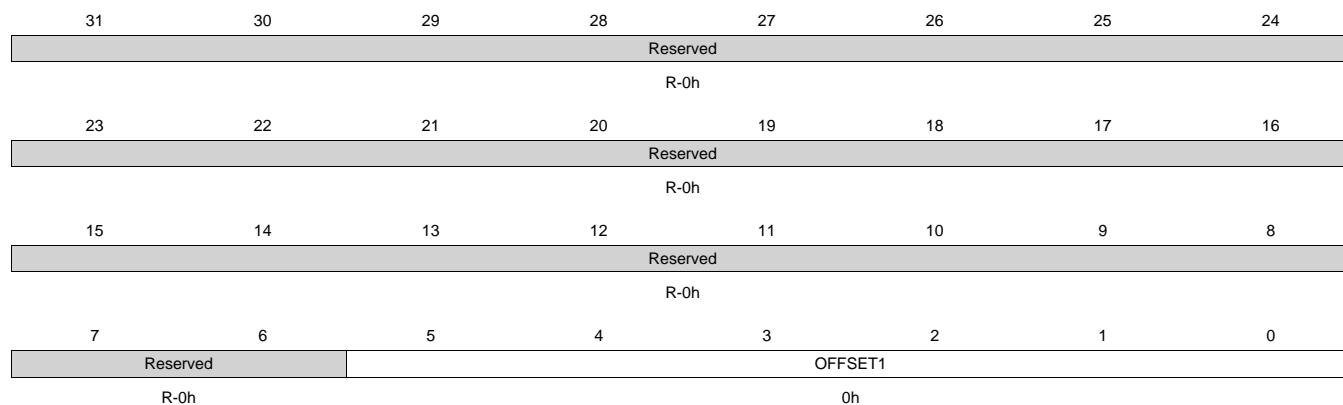 31 30 29 28 27 26 25 24
Reserved
R-0h
23 22 21 20 19 18 17 16
Reserved
R-0h
15 14 13 12 11 10 9 8
Reserved
R-0h
7 6 5 4 3 2 1 0
Reserved OFFSET1
R-0h 0h